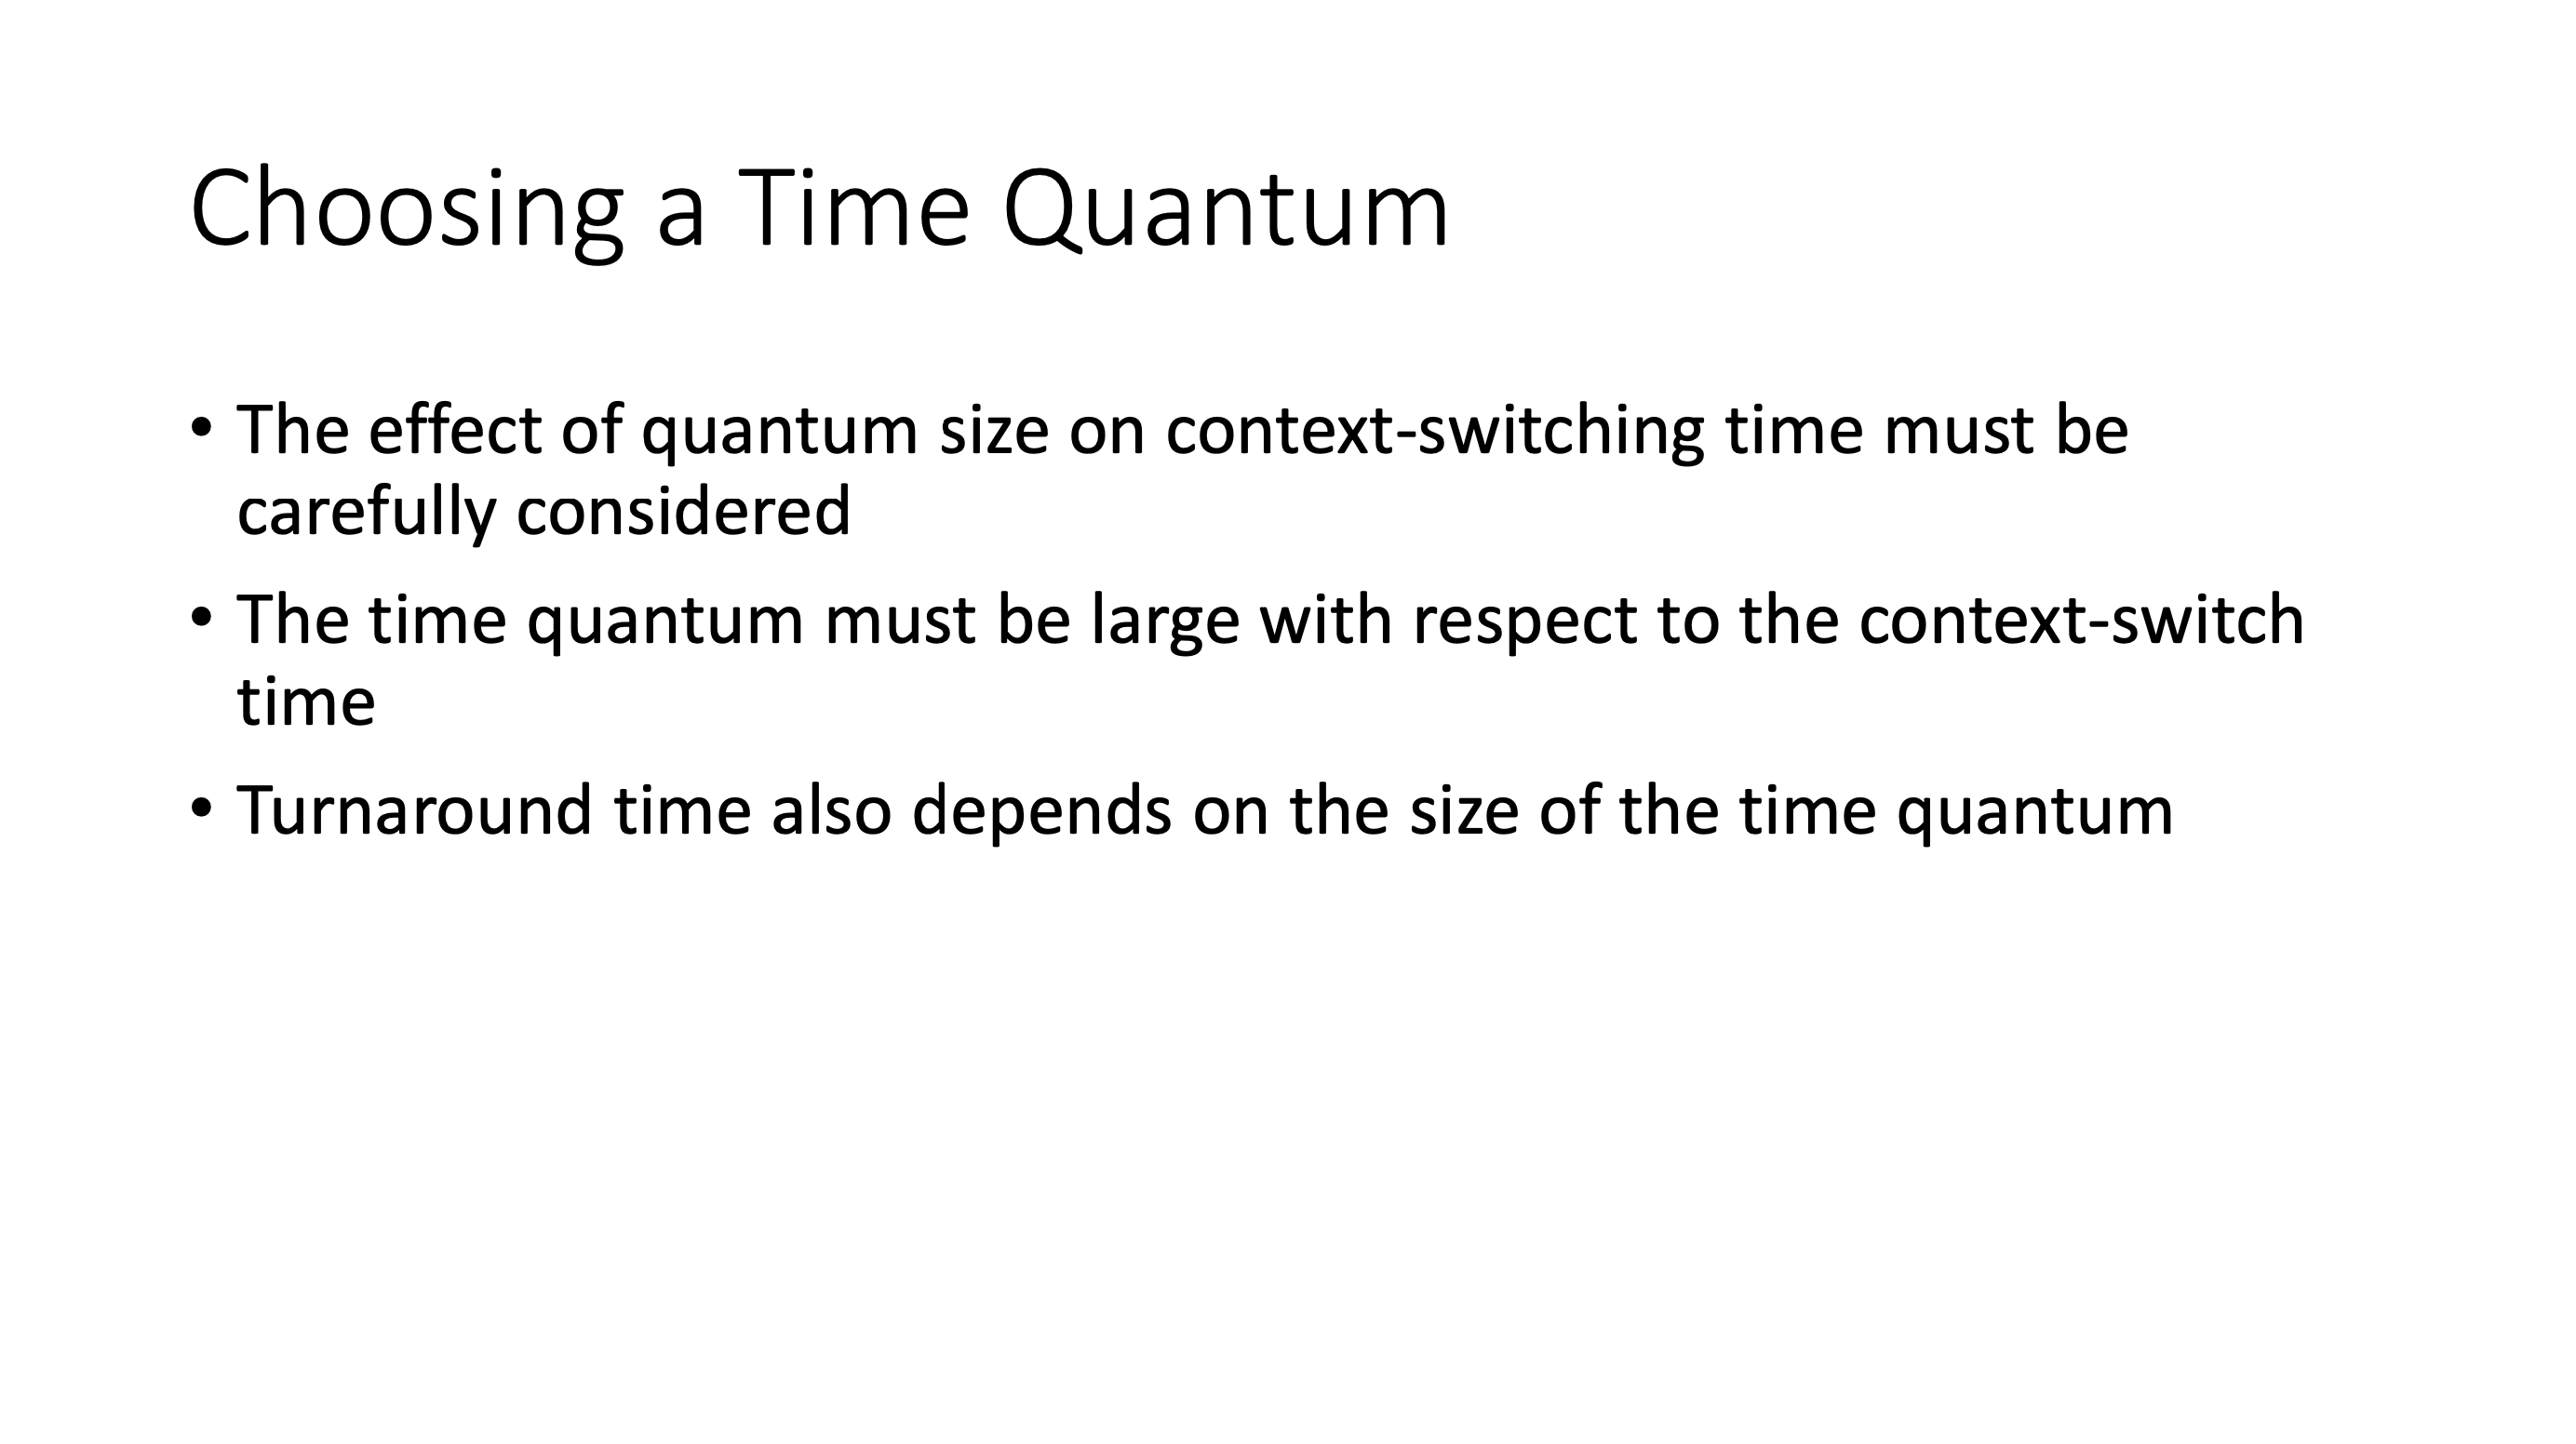 Choosing a Time Quantum
• The effect of quantum size on context-switching time must be
carefully considered
• The time quantum must be large with respect to the context-switch
time
• Turnaround time also depends on the size of the time quantum